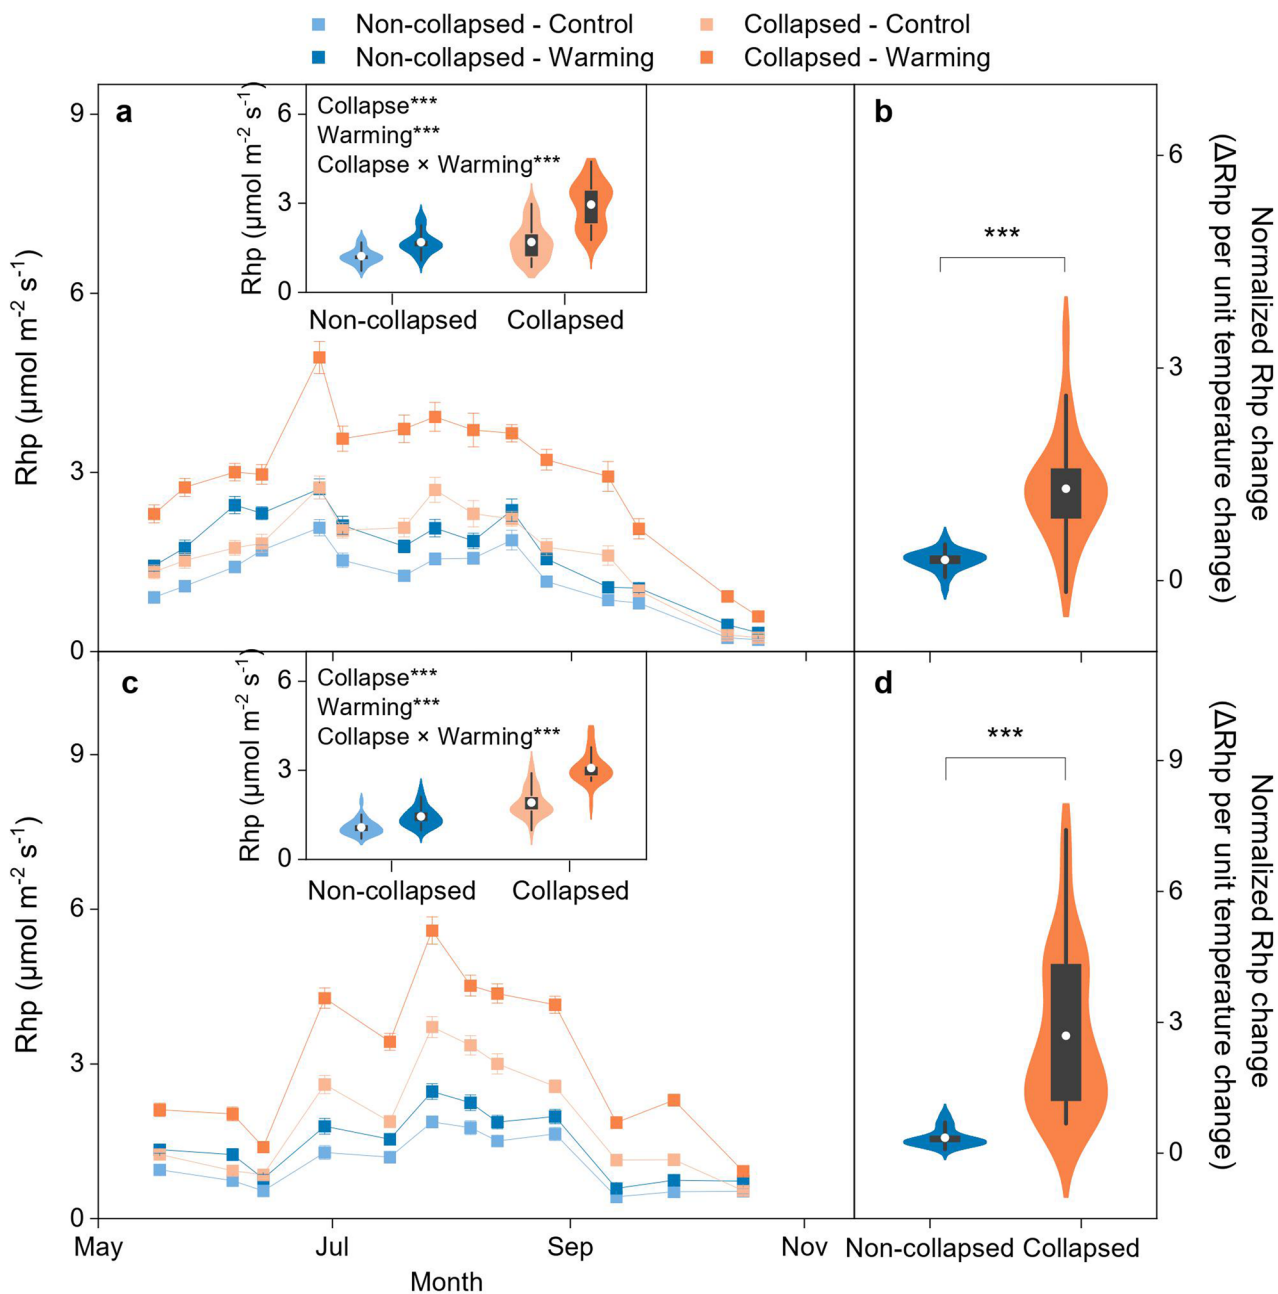 Non-collapsed - Control
Collapsed - Control
Non-collapsed - Warming
Collapsed - Warming
a
9
6
3
0
Rhp (μmol m-2 s-1)
Rhp (μmol m-2 s-1)
6
3
0
Collapse***
Warming***
Collapse × Warming***
Non-collapsed
Collapsed
b
***
6
3
0
Normalized Rhp change
(ΔRhp per unit temperature change)
c
9
6
3
0
Rhp (μmol m-2 s-1)
Rhp (μmol m-2 s-1)
6
3
0
Collapse***
Warming***
Collapse × Warming***
Non-collapsed
Collapsed
May
Jul
Sep
Nov
Month
d
***
9
6
3
0
Normalized Rhp change
(ΔRhp per unit temperature change)
Non-collapsed
Collapsed